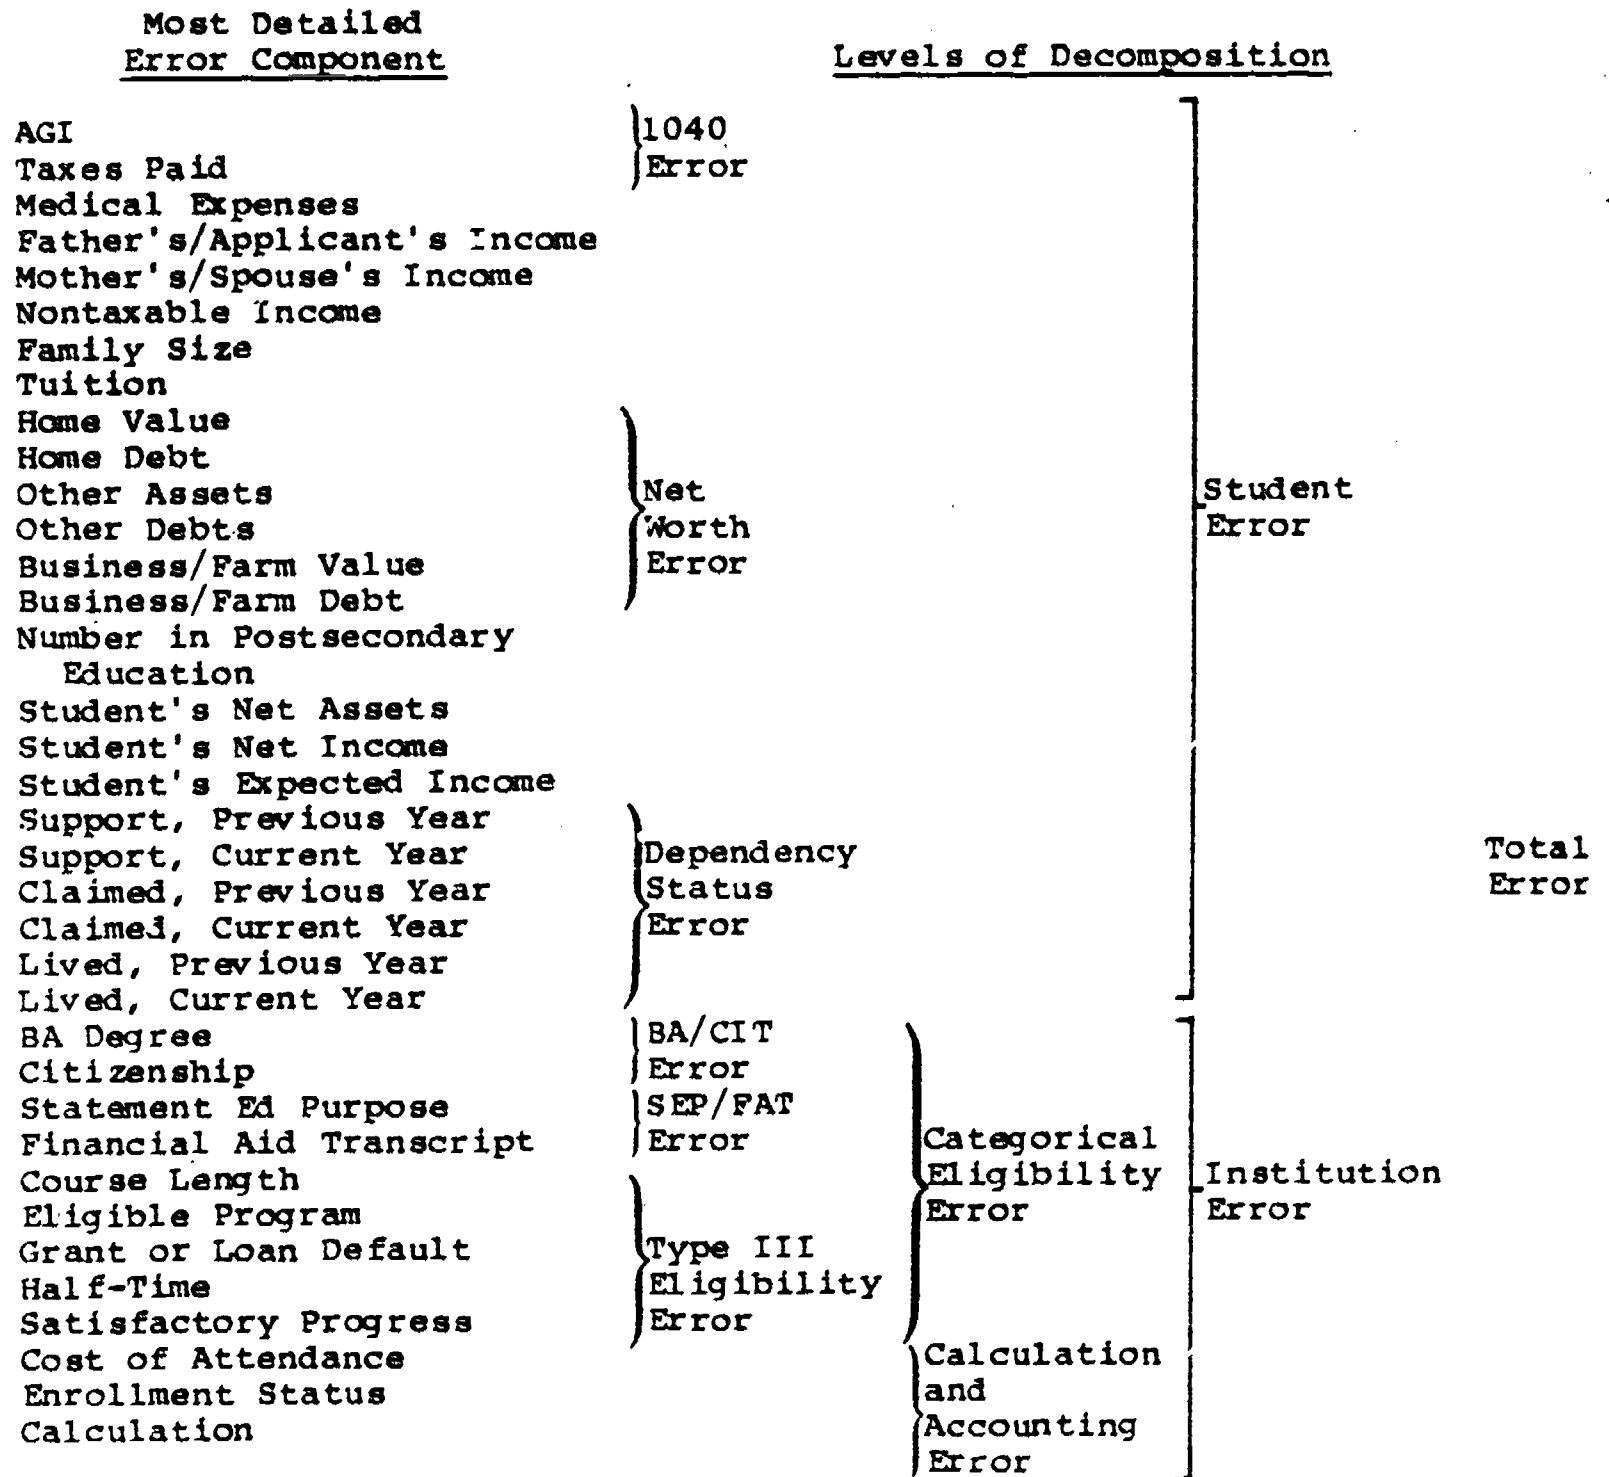 Most Detailed
Error Component
Levels of Decomposition
AGI
Taxes Paid
Medical Expenses
Father's/Applicant's Income
Mother's/Spouse's Income
Nontaxable Income
Family Size
Tuition
Home Value
Home Debt
Other Assets
Other Debts
Business/Farm Value
Business/Farm Debt
Number in Postsecondary
Education
Student's Net Assets
Student's Net Income
Student's Expected Income
Support, Previous Year
Support, Current Year
Claimed, Previous Year
Claimed, Current Year
Lived, Previous Year
Lived, Current Year
BA Degree
Citizenship
Statement Ed Purpose
Financial Aid Transcript
Course Length
Eligible Program
Grant or Loan Default
Half-Time
Satisfactory Progress
Cost of Attendance
Enrollment Status
Calculation
1040
Error
Net
Worth
Error
Dependency
Status
Error
BA/CIT
Error
SEP/FAT
Error
Type III
Eligibility
Error
Categorical
Eligibility
Error
Calculation
and
Accounting
Error
Student
Error
Institution
Error
Total
Error